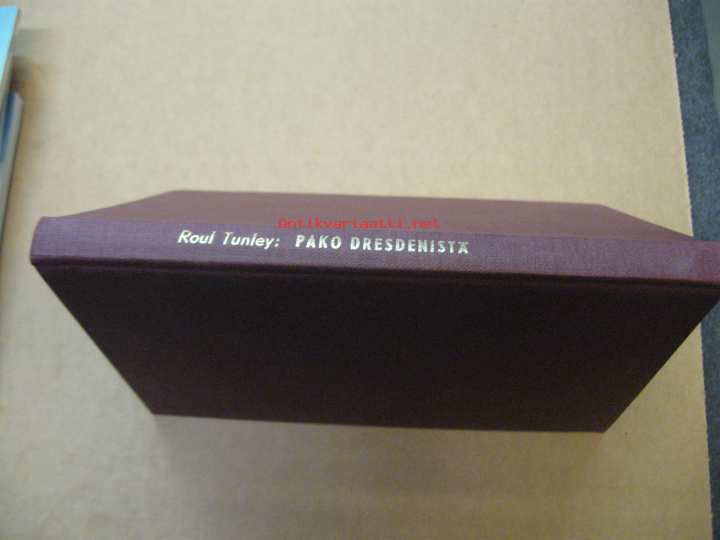 Antikvariaatti.net
Roul Tunley: PAKO DRESDENISTÄ